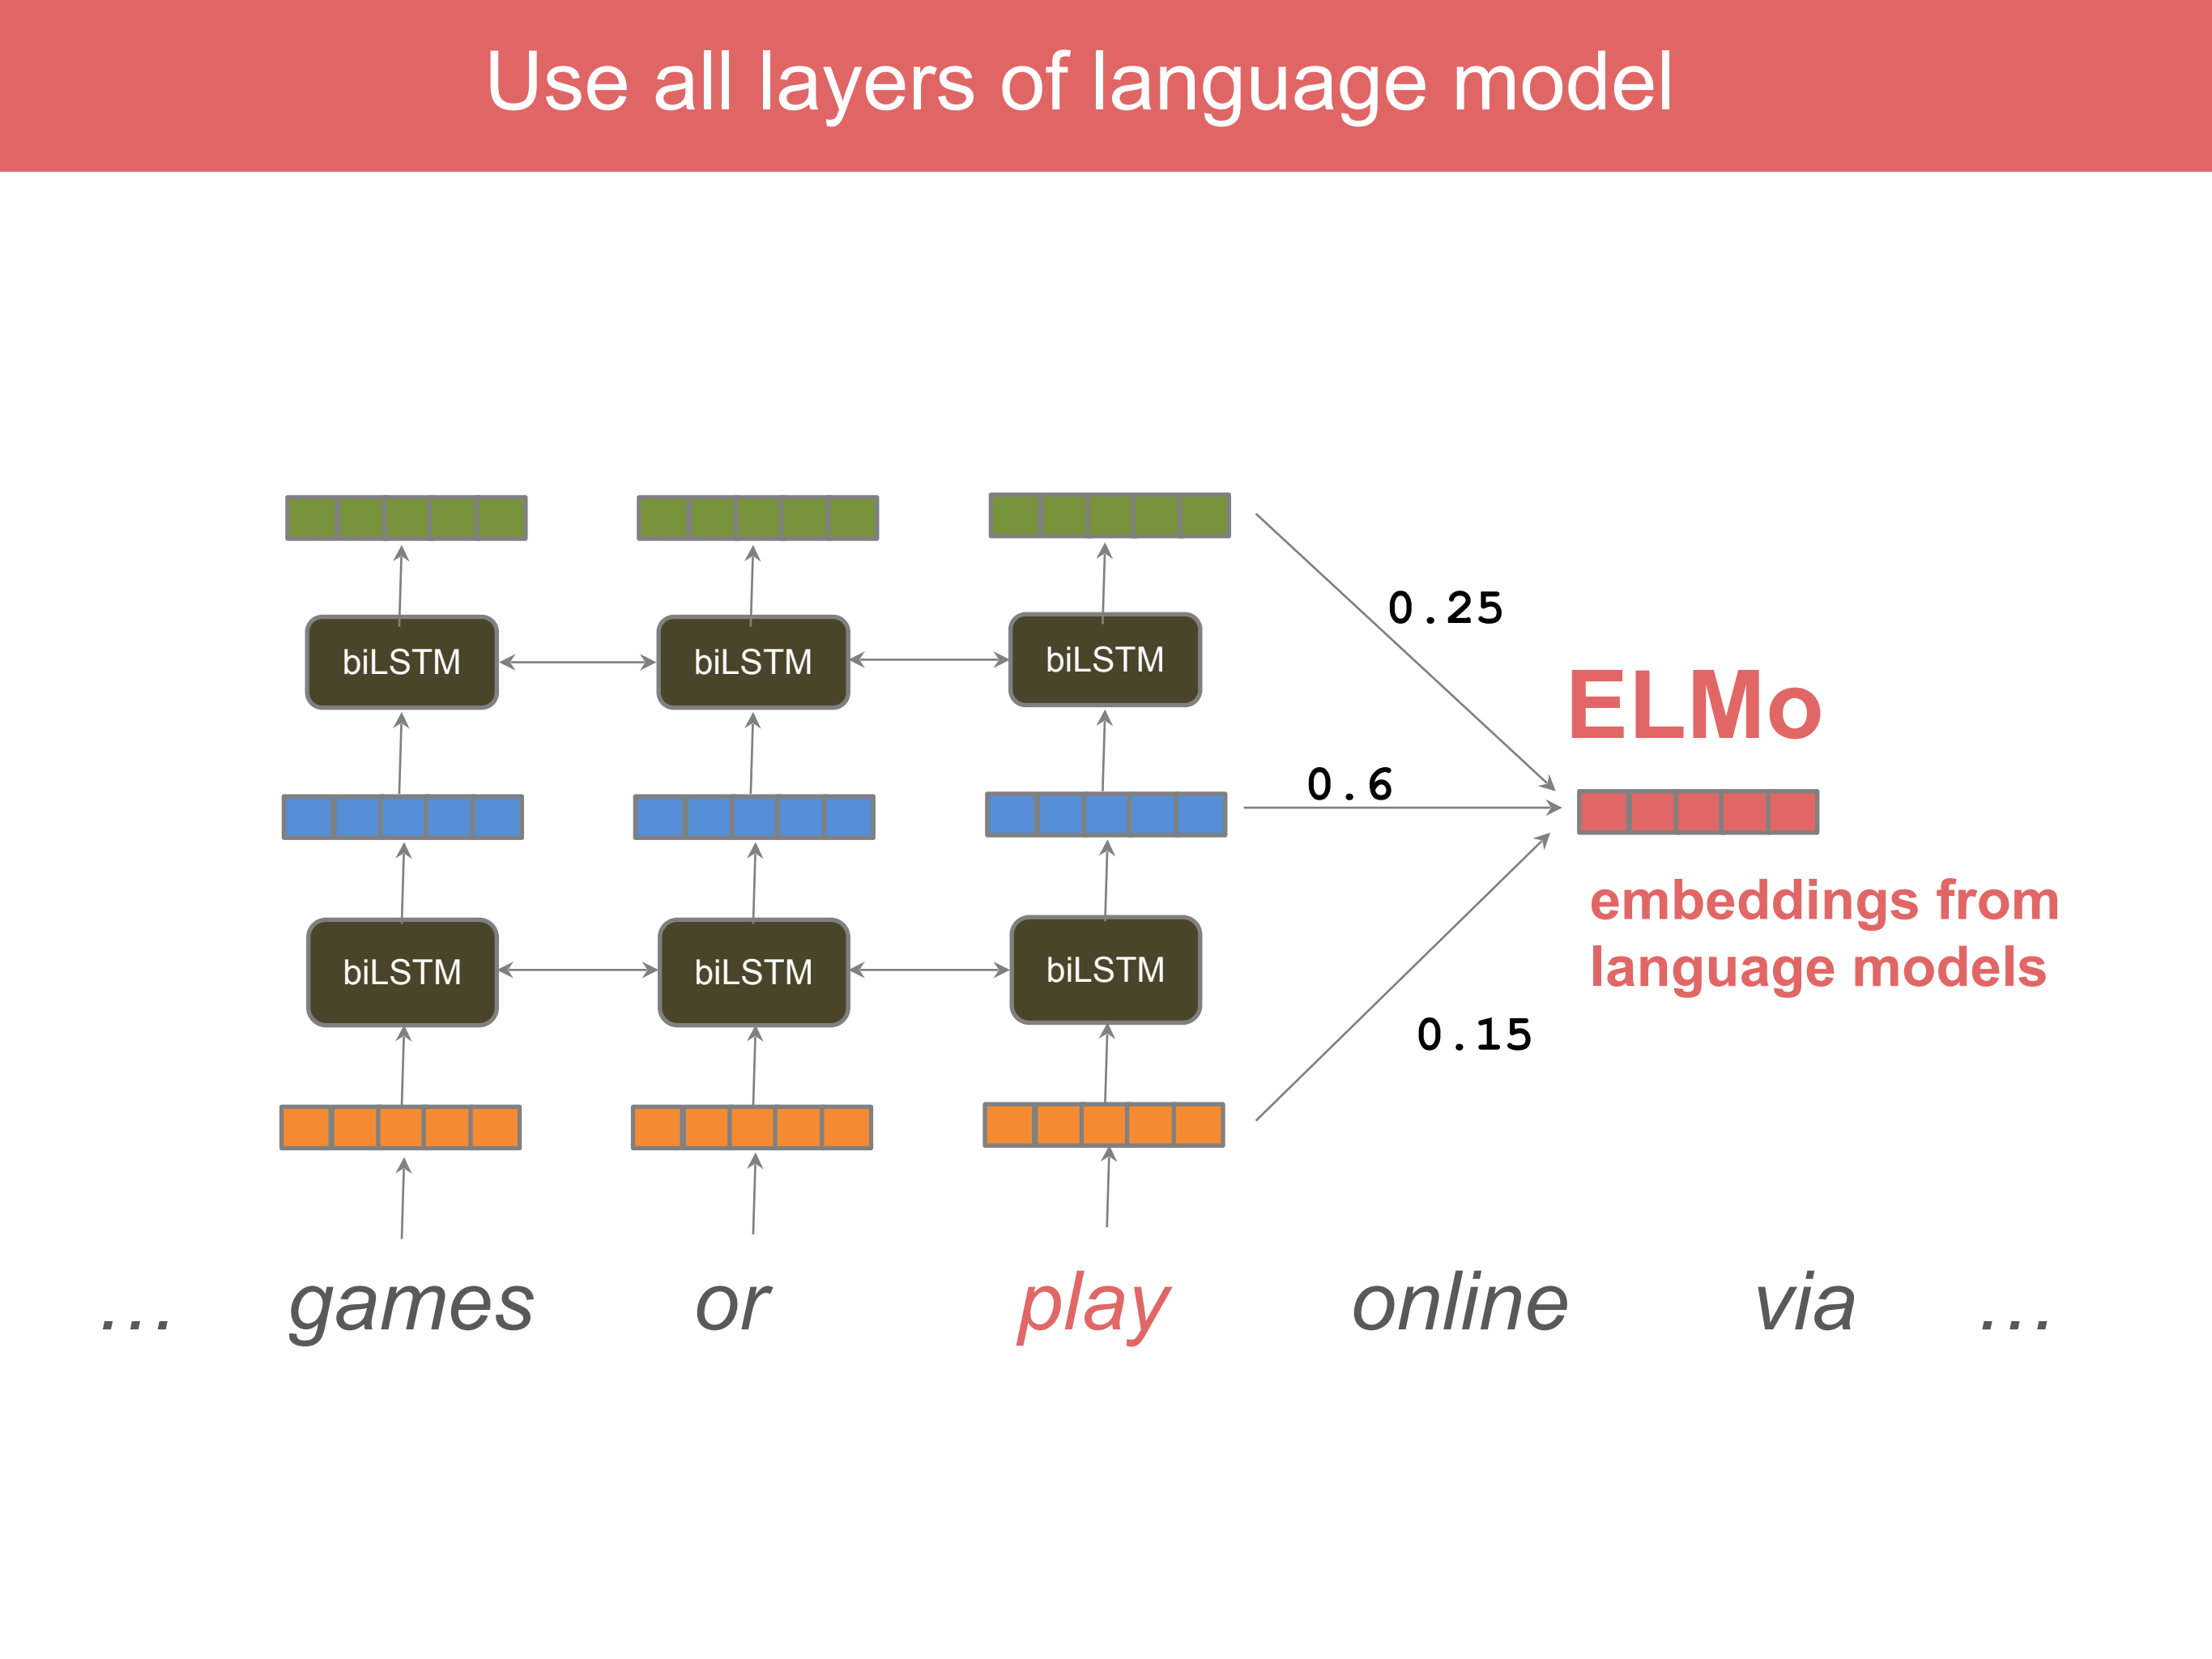 Use all layers of language model
0.25
biLSTM biLSTM biLSTM
ELMo
0.6
embeddings from
language models
biLSTM biLSTM biLSTM
0.15
... games or play online via ...